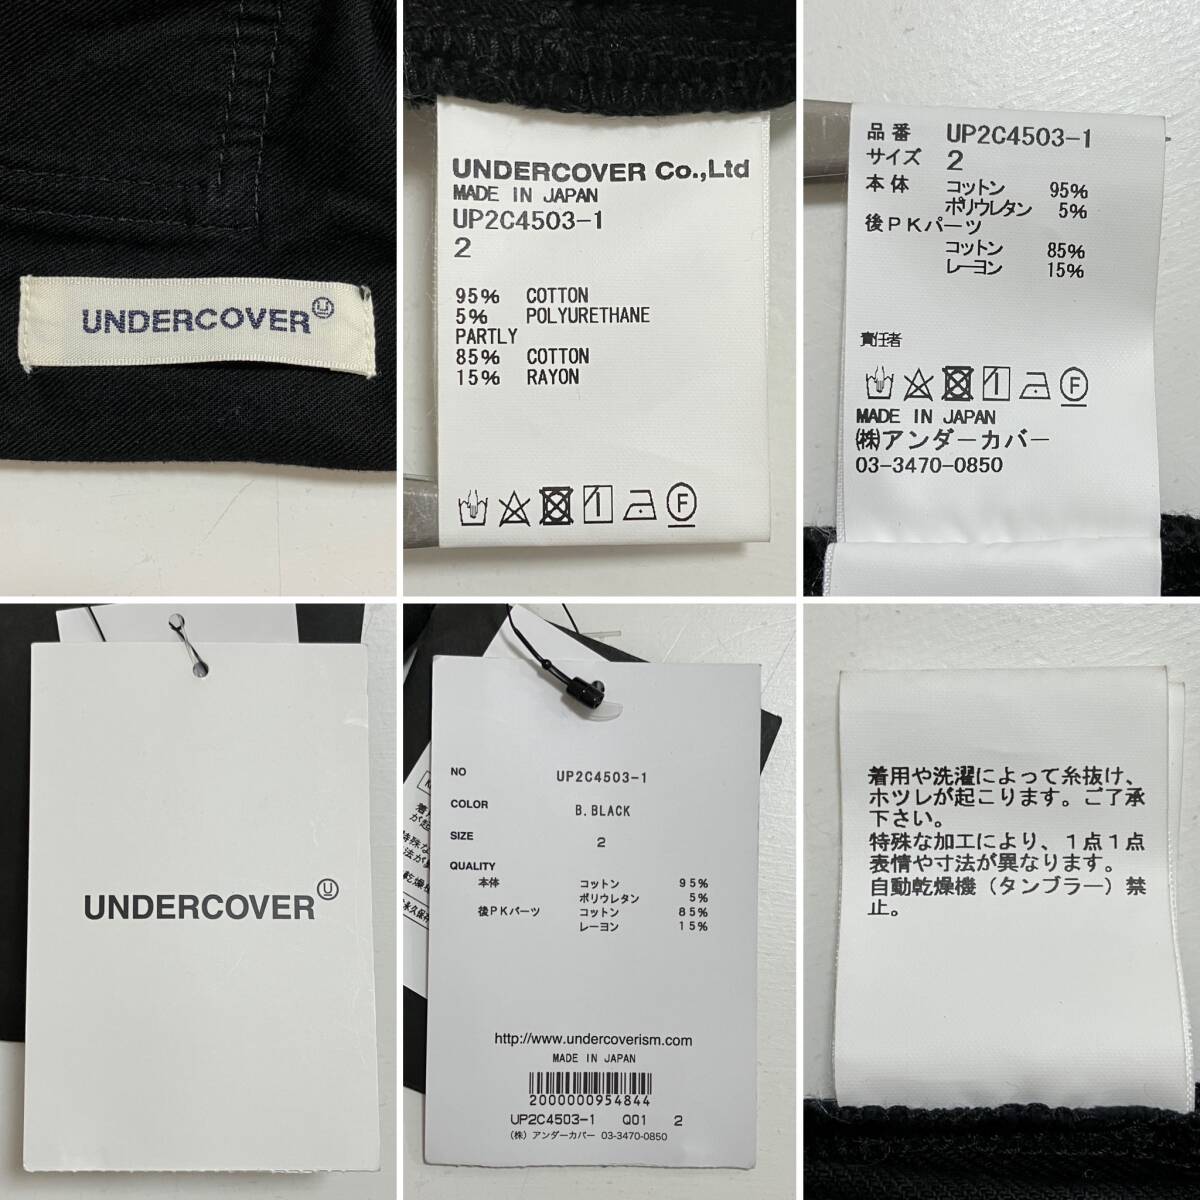 UNDERCOVER
UNDERCOVER Co.,Ltd
MADE IN JAPAN
UP2C4503-1
2
95% COTTON
5% POLYURETHANE
PARTLY
85% COTTON
15% RAYON
F
品番 UP2C4503-1
サイズ 2
本体 コットン 95%
ポリウレタン 5%
後PKパーツ
コットン 85%
レーヨン 15%
責任者
F
MADE IN JAPAN
㈱アンダーカバー
03-3470-0850
UNDERCOVER
NO UP2C4503-1
COLOR B.BLACK
SIZE 2
QUALITY
本体 コットン 95%
ポリウレタン 5%
後PKパーツ コットン 85%
レーヨン 15%
http://www.undercoverism.com
MADE IN JAPAN
2000000954844
UP2C4503-1 Q01 2
(株)アンダーカバー 03-3470-0850
着用や洗濯によって糸抜け、
ホツレが起こります。ご了承
下さい。
特殊な加工により、1点1点
表情や寸法が異なります。
自動乾燥機(タンブラー)禁
止。